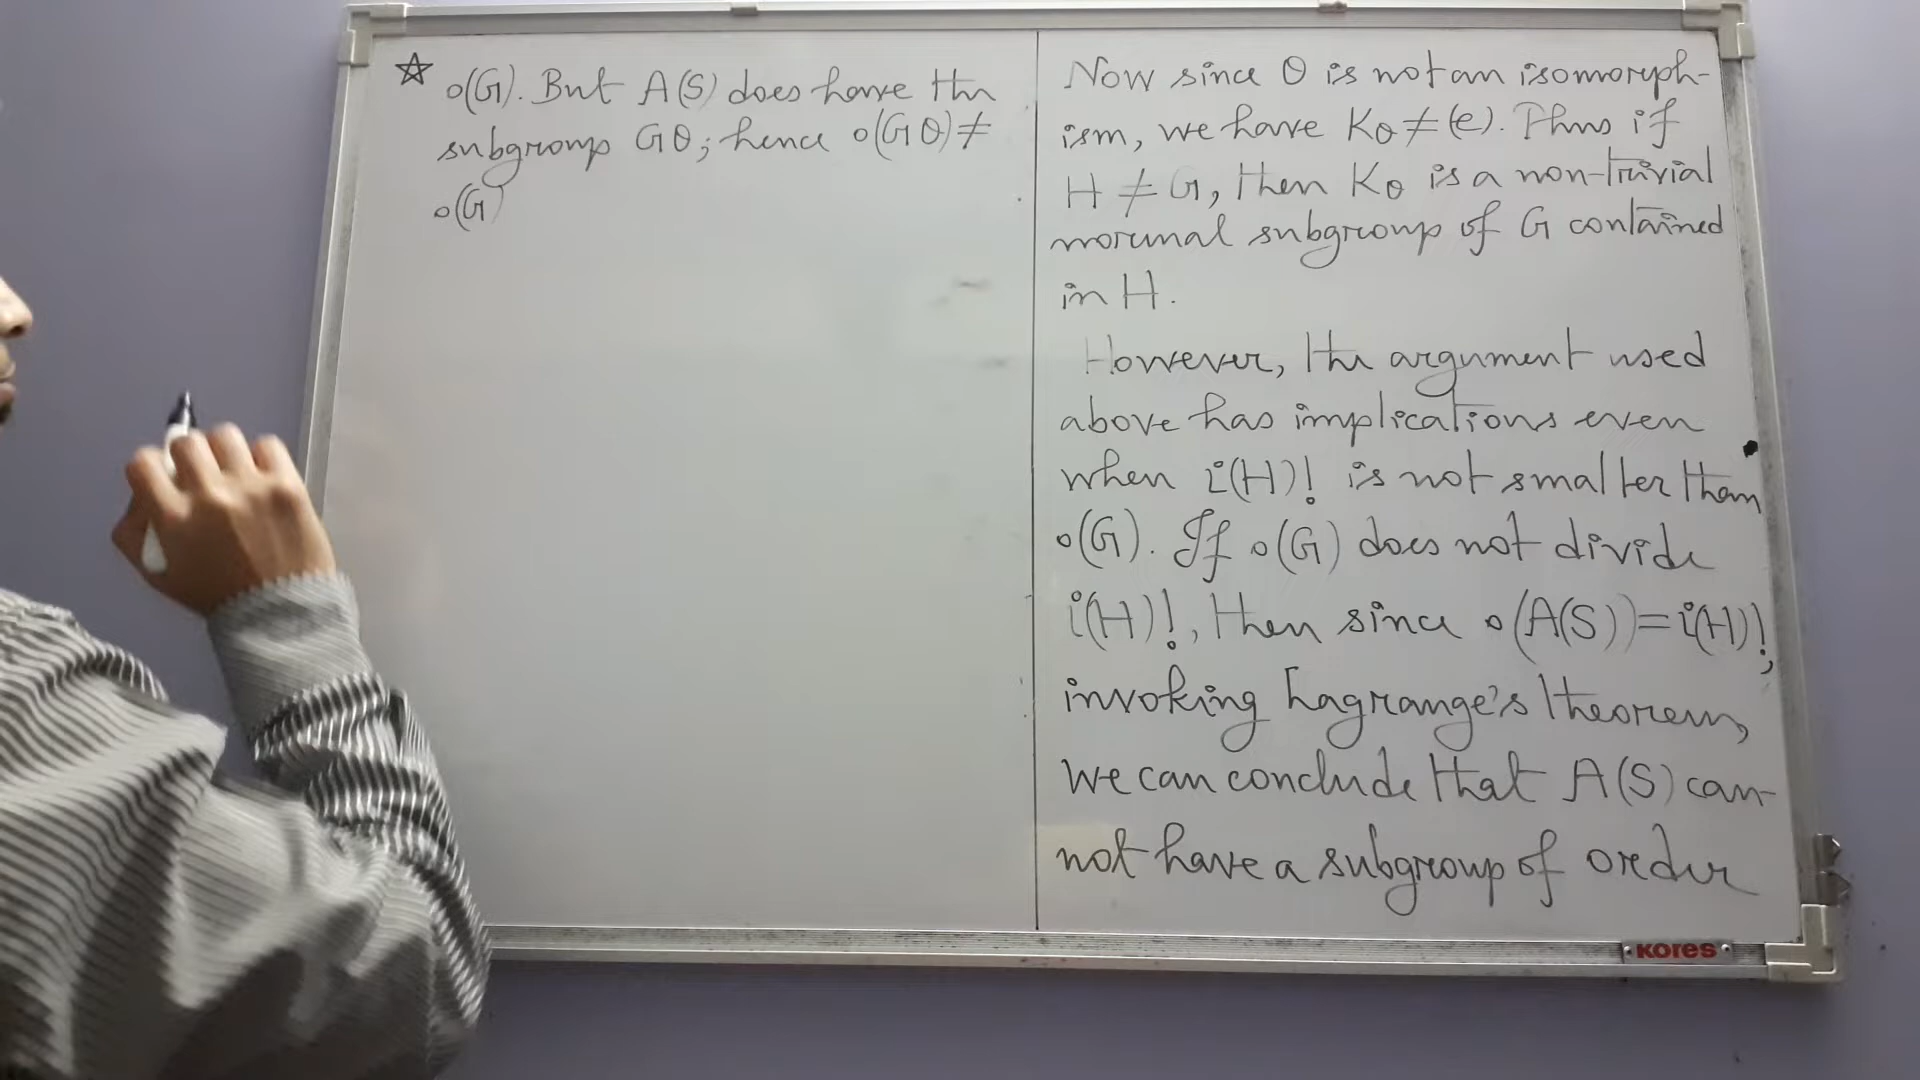 ☆ o(G). But A(S) does have the
subgroup Gθ; hence o(Gθ) ≠
o(G)
Now since θ is not an isomorph-
ism, we have Kθ ≠ (e). Thus if
H ≠ G, then Kθ is a non-trivial
normal subgroup of G contained
in H.
However, the argument used
above has implications even
when i(H)! is not smaller than
o(G). If o(G) does not divide
i(H)!, then since o(A(S)) = i(H)!,
invoking Lagrange's theorem,
we can conclude that A(S) can-
not have a subgroup of order
KORES